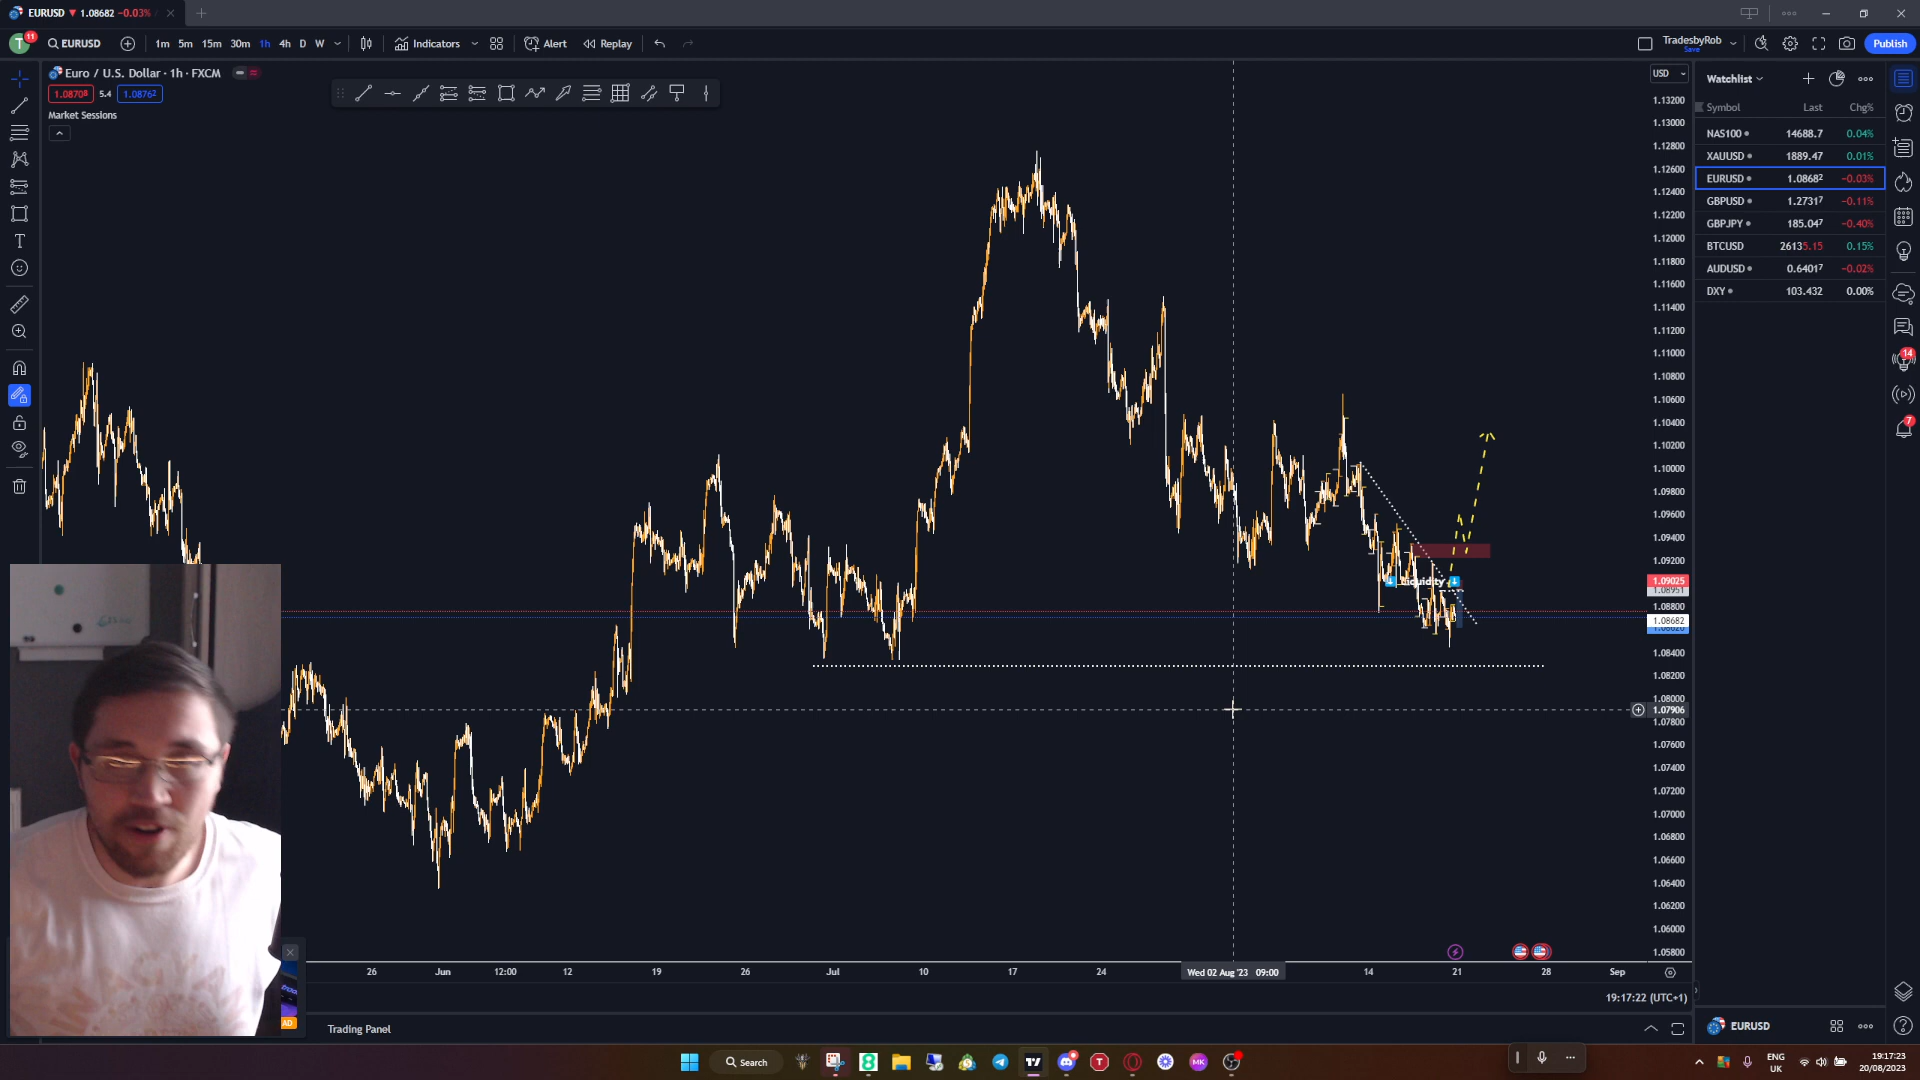 EURUSD ▼ 1.08682 −0.03%
T 11 EURUSD 1m 5m 15m 30m 1h 4h D W Indicators Alert Replay TradesbyRob Save Publish
Euro / U.S. Dollar · 1h · FXCM
1.08708 5.4 1.08762
Market Sessions
USD
1.13200
1.13000
1.12800
1.12600
1.12400
1.12200
1.12000
1.11800
1.11600
1.11400
1.11200
1.11000
1.10800
1.10600
1.10400
1.10200
1.10000
1.09800
1.09600
1.09400
1.09200
1.09025
1.08951
1.08800
1.08682
1.08400
1.08200
1.08000
1.07906
1.07800
1.07600
1.07400
1.07200
1.07000
1.06800
1.06600
1.06400
1.06200
1.06000
1.05800
Liquidity
Watchlist
Symbol Last Chg%
NAS100 14688.7 0.04%
XAUUSD 1889.47 0.01%
EURUSD 1.08682 −0.03%
GBPUSD 1.27317 −0.11%
GBPJPY 185.047 −0.40%
BTCUSD 26135.15 0.15%
AUDUSD 0.64017 −0.02%
DXY 103.432 0.00%
14
7
26 Jun 12:00 12 19 26 Jul 10 17 24 Wed 02 Aug '23 09:00 14 21 28 Sep
19:17:22 (UTC+1)
AD
Trading Panel
EURUSD
Search
MK
ENG
UK
19:17:23
20/08/2023